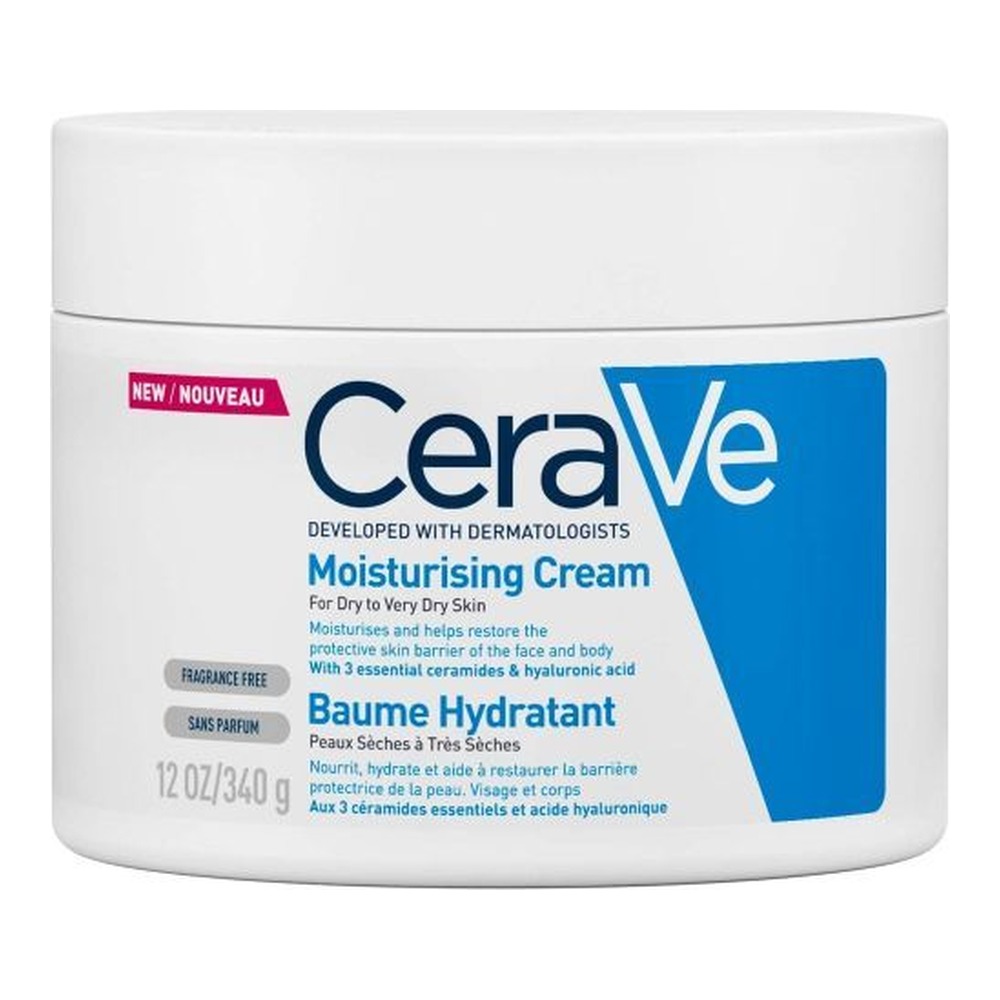 NEW / NOUVEAU
CeraVe
DEVELOPED WITH DERMATOLOGISTS
Moisturising Cream
For Dry to Very Dry Skin
Moisturises and helps restore the
protective skin barrier of the face and body
With 3 essential ceramides & hyaluronic acid
FRAGRANCE FREE
SANS PARFUM
12 OZ/340 g
Baume Hydratant
Peaux Sèches à Très Sèches
Nourrit, hydrate et aide à restaurer la barrière
protectrice de la peau. Visage et corps
Aux 3 céramides essentiels et acide hyaluronique